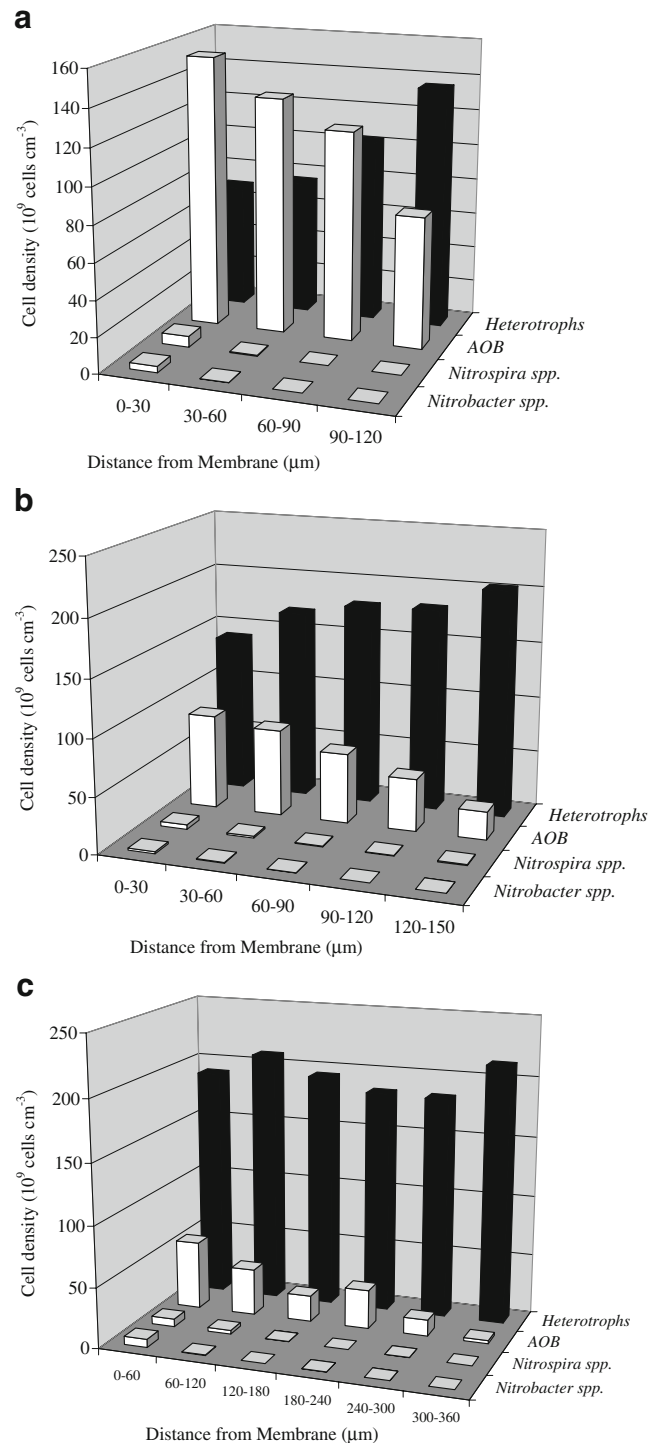 a
160
140
120
100
80
60
40
20
0
Cell density (10⁹ cells cm⁻³)
0-30
30-60
60-90
90-120
Heterotrophs
AOB
Nitrospira spp.
Nitrobacter spp.
Distance from Membrane (μm)
b
250
200
150
100
50
0
Cell density (10⁹ cells cm⁻³)
0-30
30-60
60-90
90-120
120-150
Heterotrophs
AOB
Nitrospira spp.
Nitrobacter spp.
Distance from Membrane (μm)
c
250
200
150
100
50
0
Cell density (10⁹ cells cm⁻³)
0-60
60-120
120-180
180-240
240-300
300-360
Heterotrophs
AOB
Nitrospira spp.
Nitrobacter spp.
Distance from Membrane (μm)